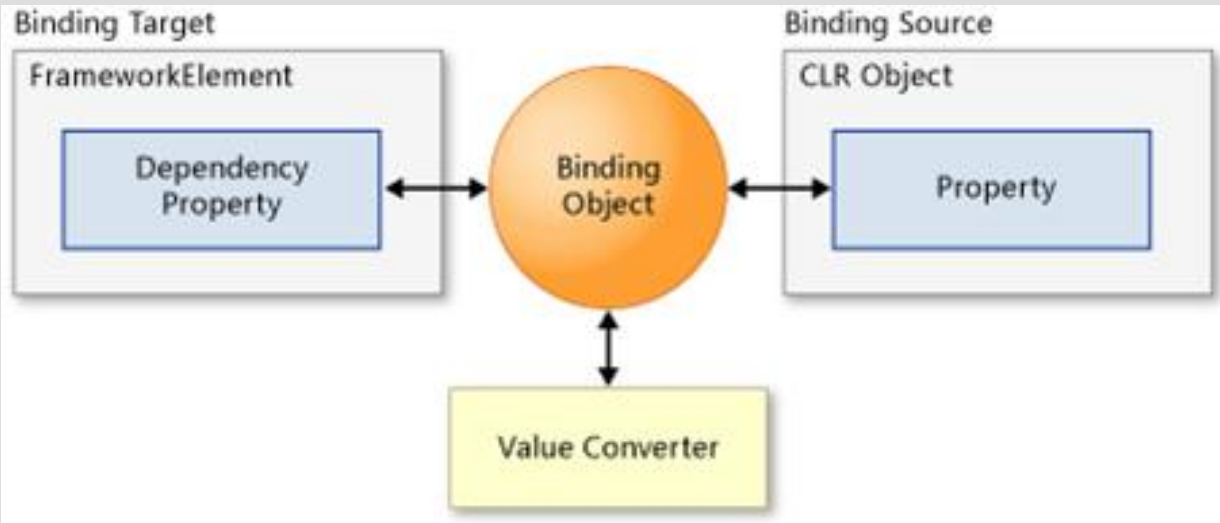 Binding Target
Binding Source
FrameworkElement
CLR Object
Dependency
Property
Binding
Object
Property
Value Converter